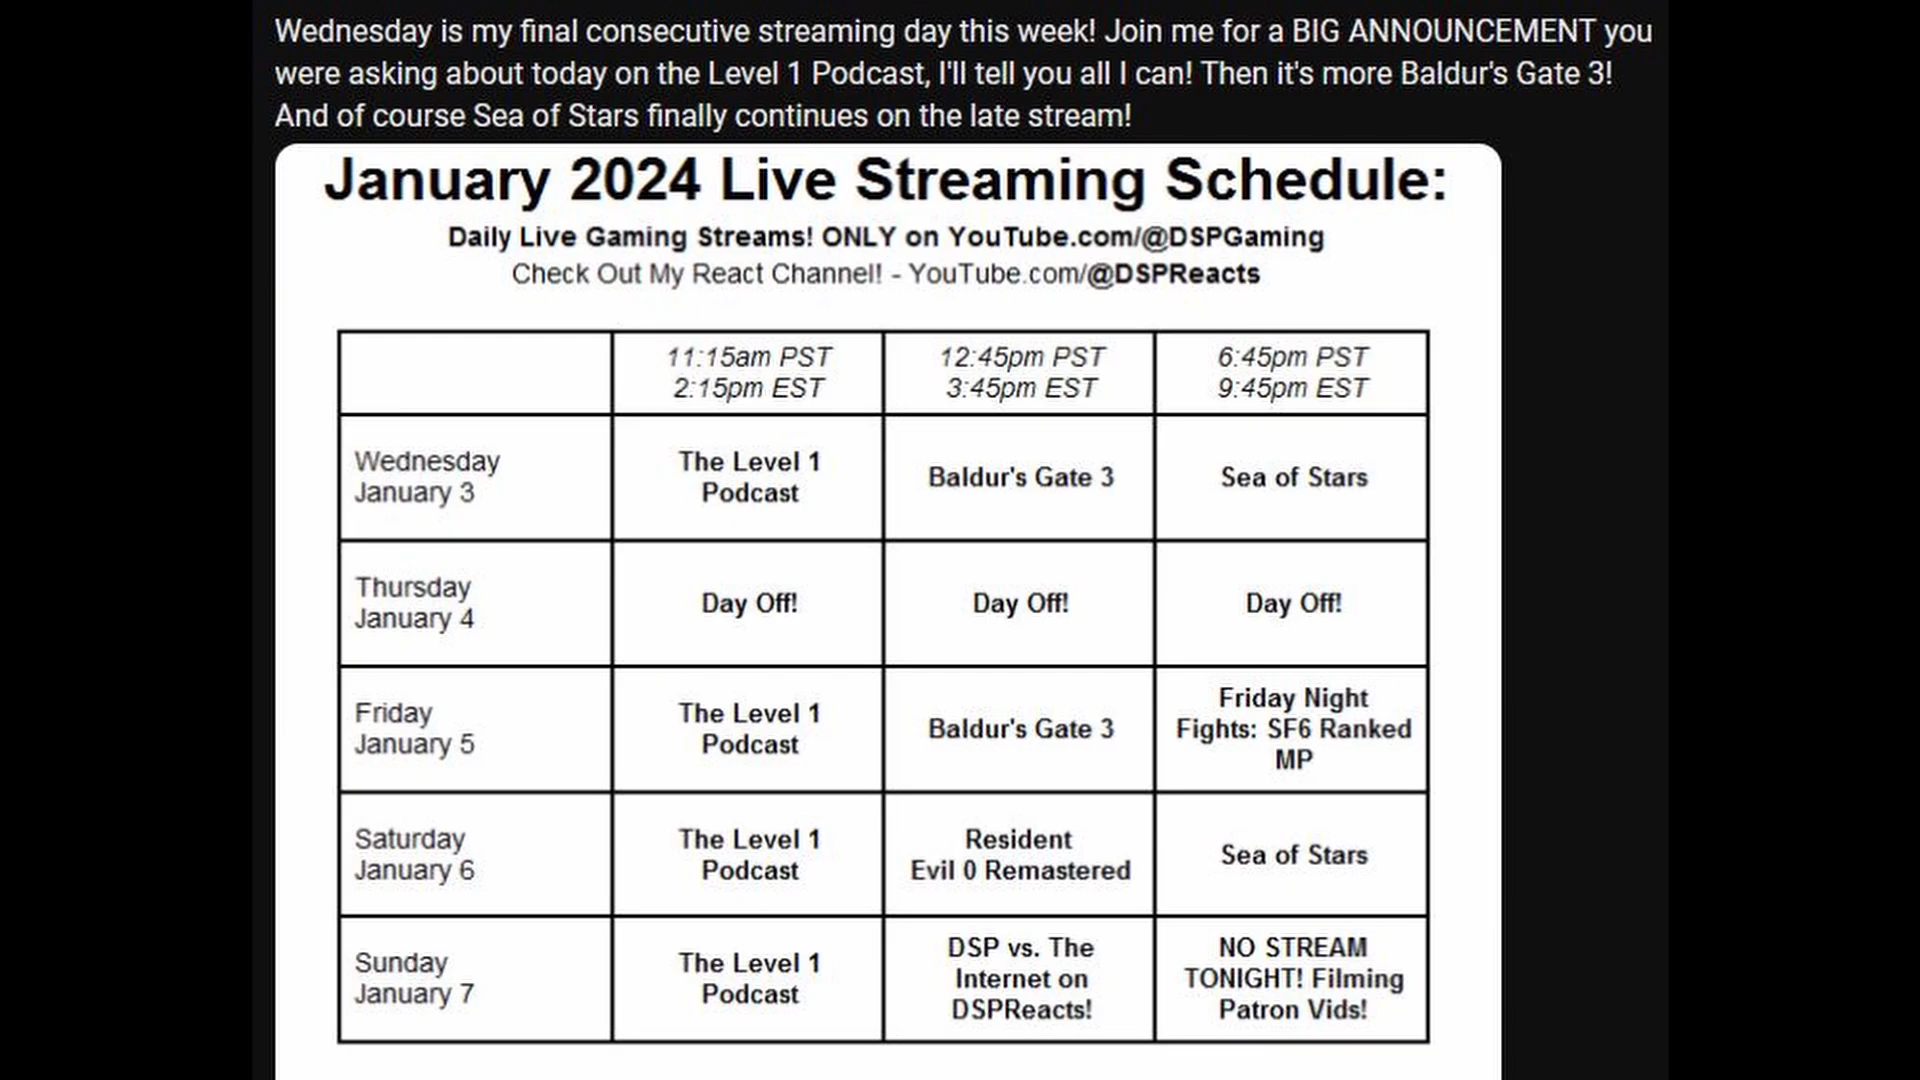 Wednesday is my final consecutive streaming day this week! Join me for a BIG ANNOUNCEMENT you
were asking about today on the Level 1 Podcast, I'll tell you all I can! Then it's more Baldur's Gate 3!
And of course Sea of Stars finally continues on the late stream!
January 2024 Live Streaming Schedule:
Daily Live Gaming Streams! ONLY on YouTube.com/@DSPGaming
Check Out My React Channel! - YouTube.com/@DSPReacts
11:15am PST
2:15pm EST
12:45pm PST
3:45pm EST
6:45pm PST
9:45pm EST
Wednesday
January 3
The Level 1
Podcast
Baldur's Gate 3
Sea of Stars
Thursday
January 4
Day Off!
Day Off!
Day Off!
Friday
January 5
The Level 1
Podcast
Baldur's Gate 3
Friday Night
Fights: SF6 Ranked
MP
Saturday
January 6
The Level 1
Podcast
Resident
Evil 0 Remastered
Sea of Stars
Sunday
January 7
The Level 1
Podcast
DSP vs. The
Internet on
DSPReacts!
NO STREAM
TONIGHT! Filming
Patron Vids!